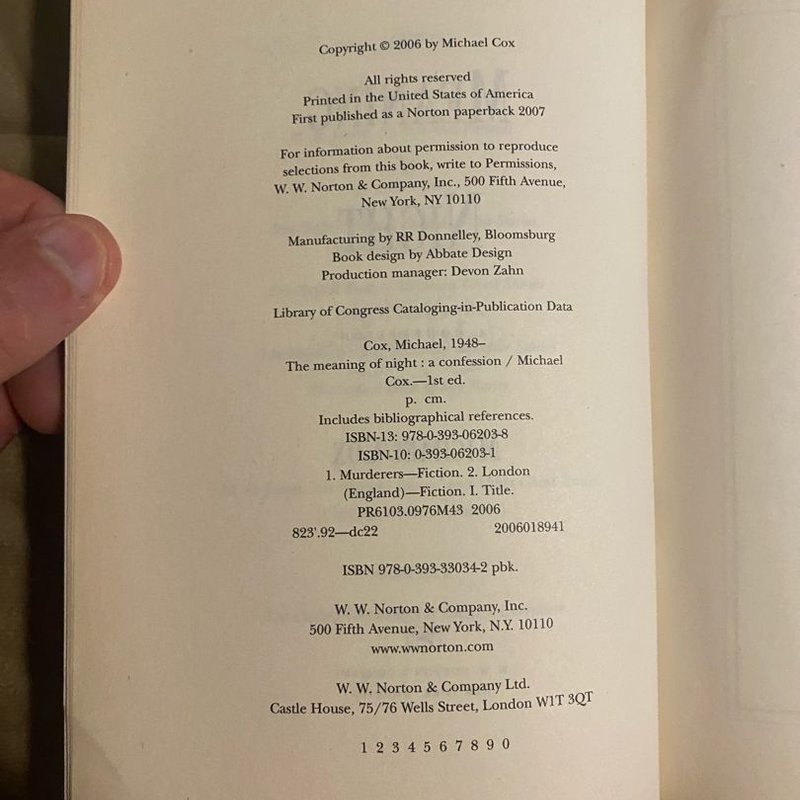 Copyright © 2006 by Michael Cox
All rights reserved
Printed in the United States of America
First published as a Norton paperback 2007
For information about permission to reproduce
selections from this book, write to Permissions,
W. W. Norton & Company, Inc., 500 Fifth Avenue,
New York, NY 10110
Manufacturing by RR Donnelley, Bloomsburg
Book design by Abbate Design
Production manager: Devon Zahn
Library of Congress Cataloging-in-Publication Data
Cox, Michael, 1948–
The meaning of night : a confession / Michael
Cox.—1st ed.
p. cm.
Includes bibliographical references.
ISBN-13: 978-0-393-06203-8
ISBN-10: 0-393-06203-1
1. Murderers—Fiction. 2. London
(England)—Fiction. I. Title.
PR6103.0976M43 2006
823'.92—dc22 2006018941
ISBN 978-0-393-33034-2 pbk.
W. W. Norton & Company, Inc.
500 Fifth Avenue, New York, N.Y. 10110
www.wwnorton.com
W. W. Norton & Company Ltd.
Castle House, 75/76 Wells Street, London W1T 3QT
1 2 3 4 5 6 7 8 9 0